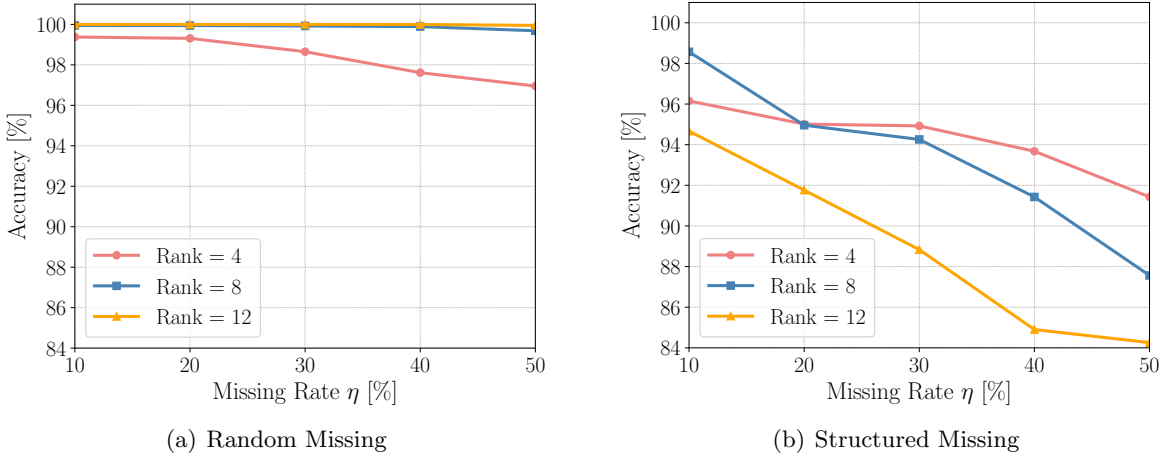 100
98
96
94
92
90
88
86
84
Accuracy [%]
Rank = 4
Rank = 8
Rank = 12
10 20 30 40 50
Missing Rate η [%]
(a) Random Missing
100
98
96
94
92
90
88
86
84
Accuracy [%]
Rank = 4
Rank = 8
Rank = 12
10 20 30 40 50
Missing Rate η [%]
(b) Structured Missing